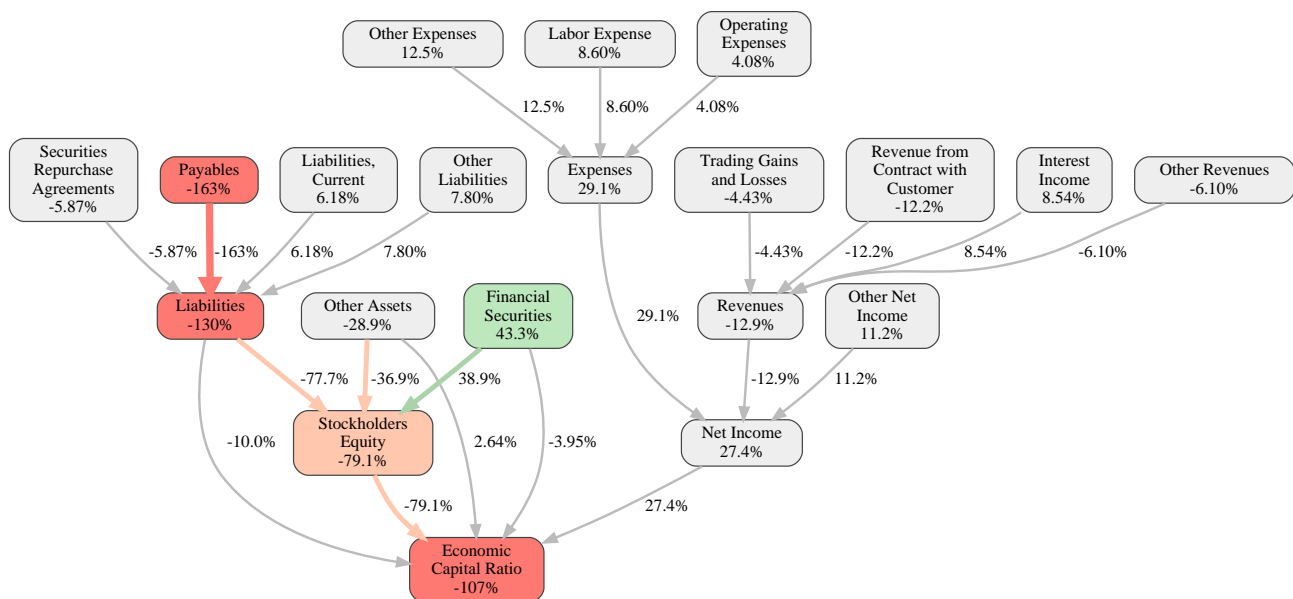 Other Expenses
12.5%
Labor Expense
8.60%
Operating
Expenses
4.08%
12.5%
8.60%
4.08%
Securities
Repurchase
Agreements
-5.87%
Payables
-163%
Liabilities,
Current
6.18%
Other
Liabilities
7.80%
Expenses
29.1%
Trading Gains
and Losses
-4.43%
Revenue from
Contract with
Customer
-12.2%
Interest
Income
8.54%
Other Revenues
-6.10%
-5.87%
-163%
6.18%
7.80%
-4.43%
-12.2%
8.54%
-6.10%
Liabilities
-130%
Other Assets
-28.9%
Financial
Securities
43.3%
29.1%
Revenues
-12.9%
Other Net
Income
11.2%
-77.7%
-36.9%
38.9%
-12.9%
11.2%
Stockholders
Equity
-79.1%
-10.0%
2.64%
-3.95%
Net Income
27.4%
-79.1%
27.4%
Economic
Capital Ratio
-107%